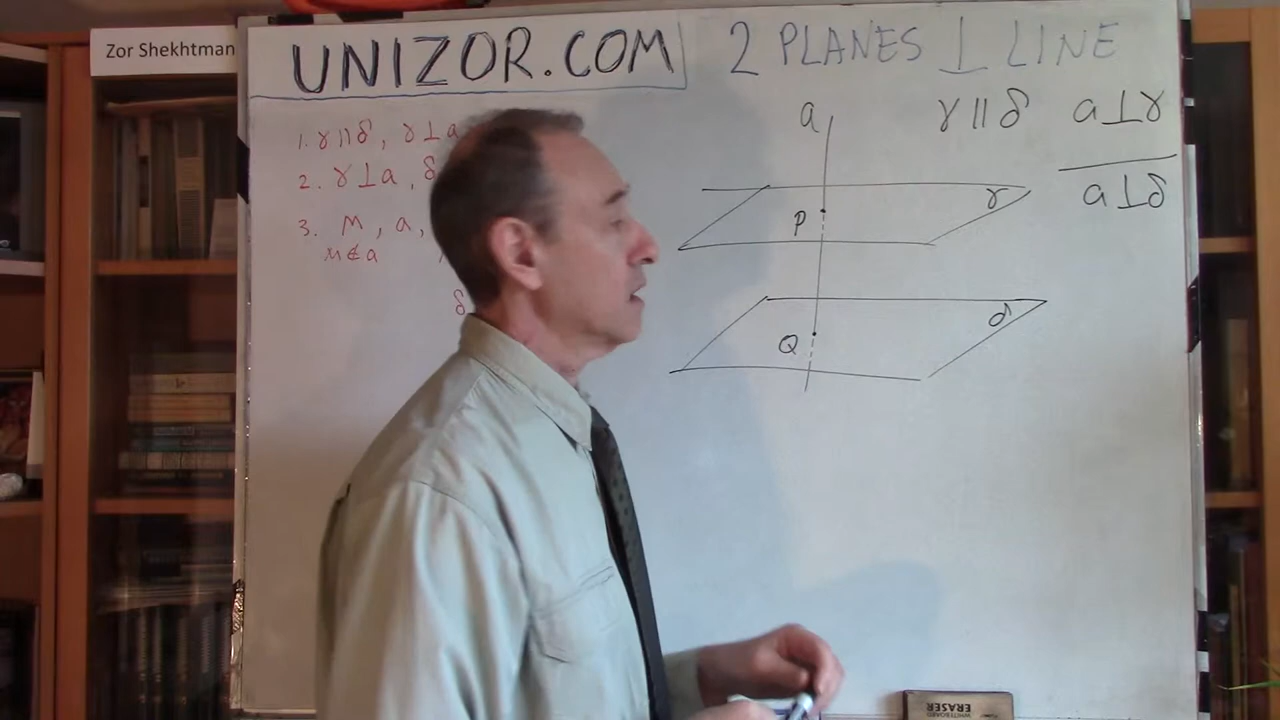 Zor Shekhtman
UNIZOR.COM
2 PLANES ⊥ LINE
1. γ∥δ, γ⊥a
2. γ⊥a, δ
3. M, a,
M∉a
δ
a
γ∥δ a⊥γ
a⊥δ
γ
P
δ
Q
ERASER